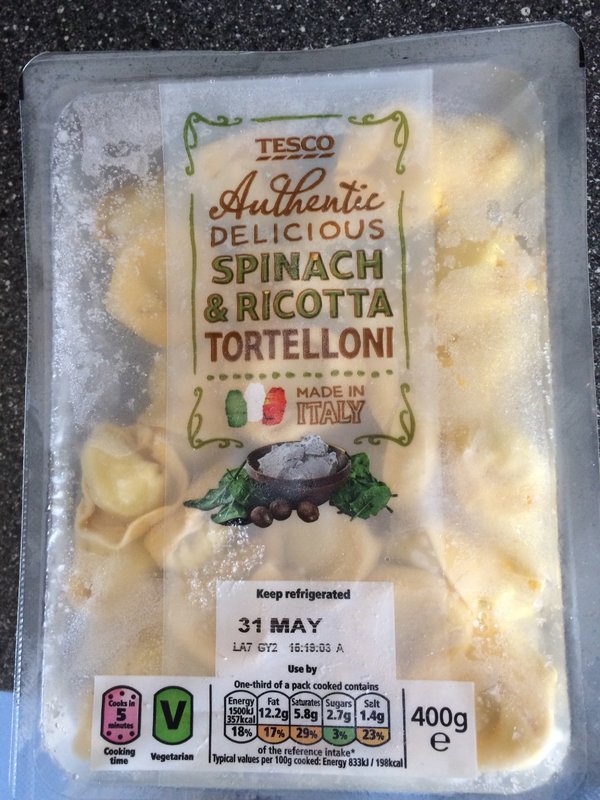 TESCO
Authentic
DELICIOUS
SPINACH
& RICOTTA
TORTELLONI
MADE IN
ITALY
Keep refrigerated
31 MAY
LA7 GY2 16:19:03 A
Use by
One-third of a pack cooked contains
Cooks in
5
minutes
Cooking
time
V
Vegetarian
Energy
1500kJ
357kcal
18%
Fat
12.2g
17%
Saturates
5.8g
29%
Sugars
2.7g
3%
Salt
1.4g
23%
of the reference intake*
Typical values per 100g cooked: Energy 833kJ / 198kcal
400g
e